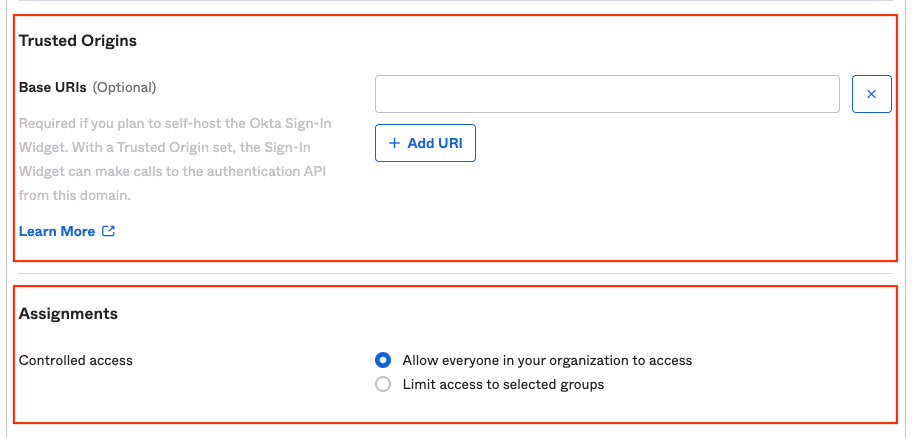 Trusted Origins
Base URIs (Optional)
Required if you plan to self-host the Okta Sign-In
Widget. With a Trusted Origin set, the Sign-In
Widget can make calls to the authentication API
from this domain.
+ Add URI
Learn More
Assignments
Controlled access
Allow everyone in your organization to access
Limit access to selected groups